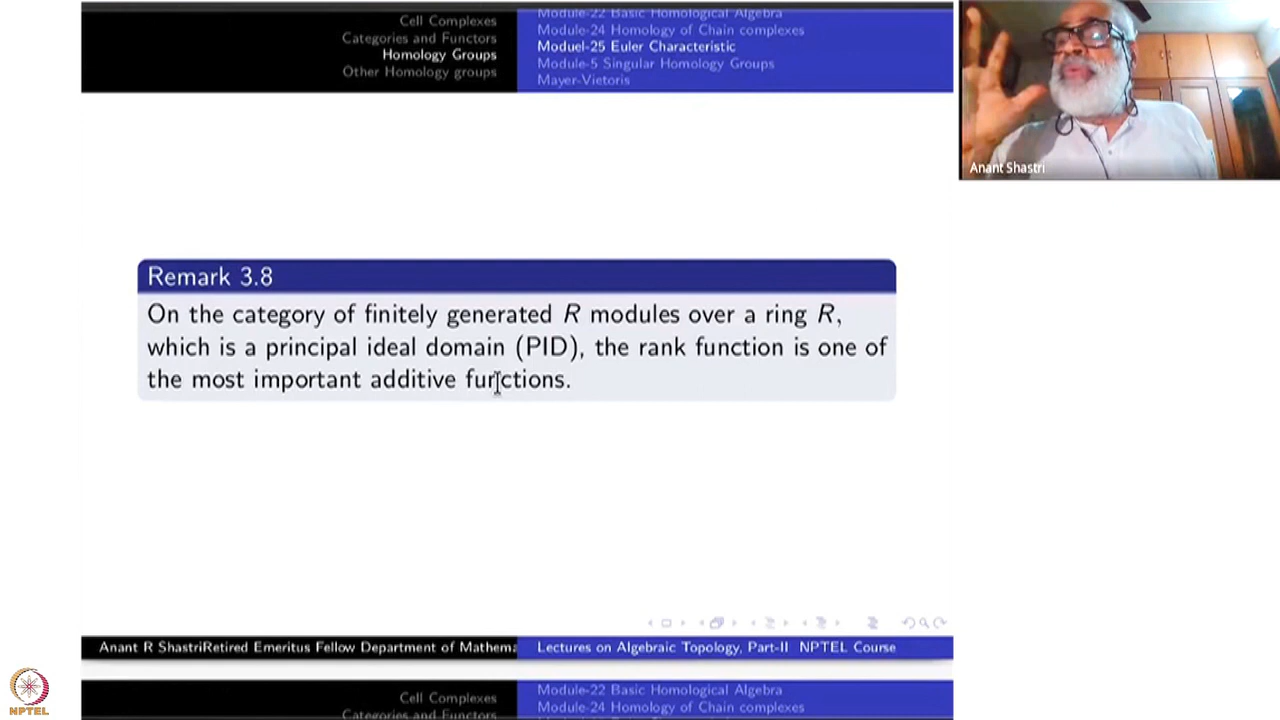 Cell Complexes
Categories and Functors
Homology Groups
Other Homology groups
Module-22 Basic Homological Algebra
Module-24 Homology of Chain complexes
Moduel-25 Euler Characteristic
Module-5 Singular Homology Groups
Mayer-Vietoris
Anant Shastri
Remark 3.8
On the category of finitely generated R modules over a ring R,
which is a principal ideal domain (PID), the rank function is one of
the most important additive functions.
Anant R ShastriRetired Emeritus Fellow Department of Mathema
Lectures on Algebraic Topology, Part-II NPTEL Course
Cell Complexes
Categories and Functors
Module-22 Basic Homological Algebra
Module-24 Homology of Chain complexes
NPTEL